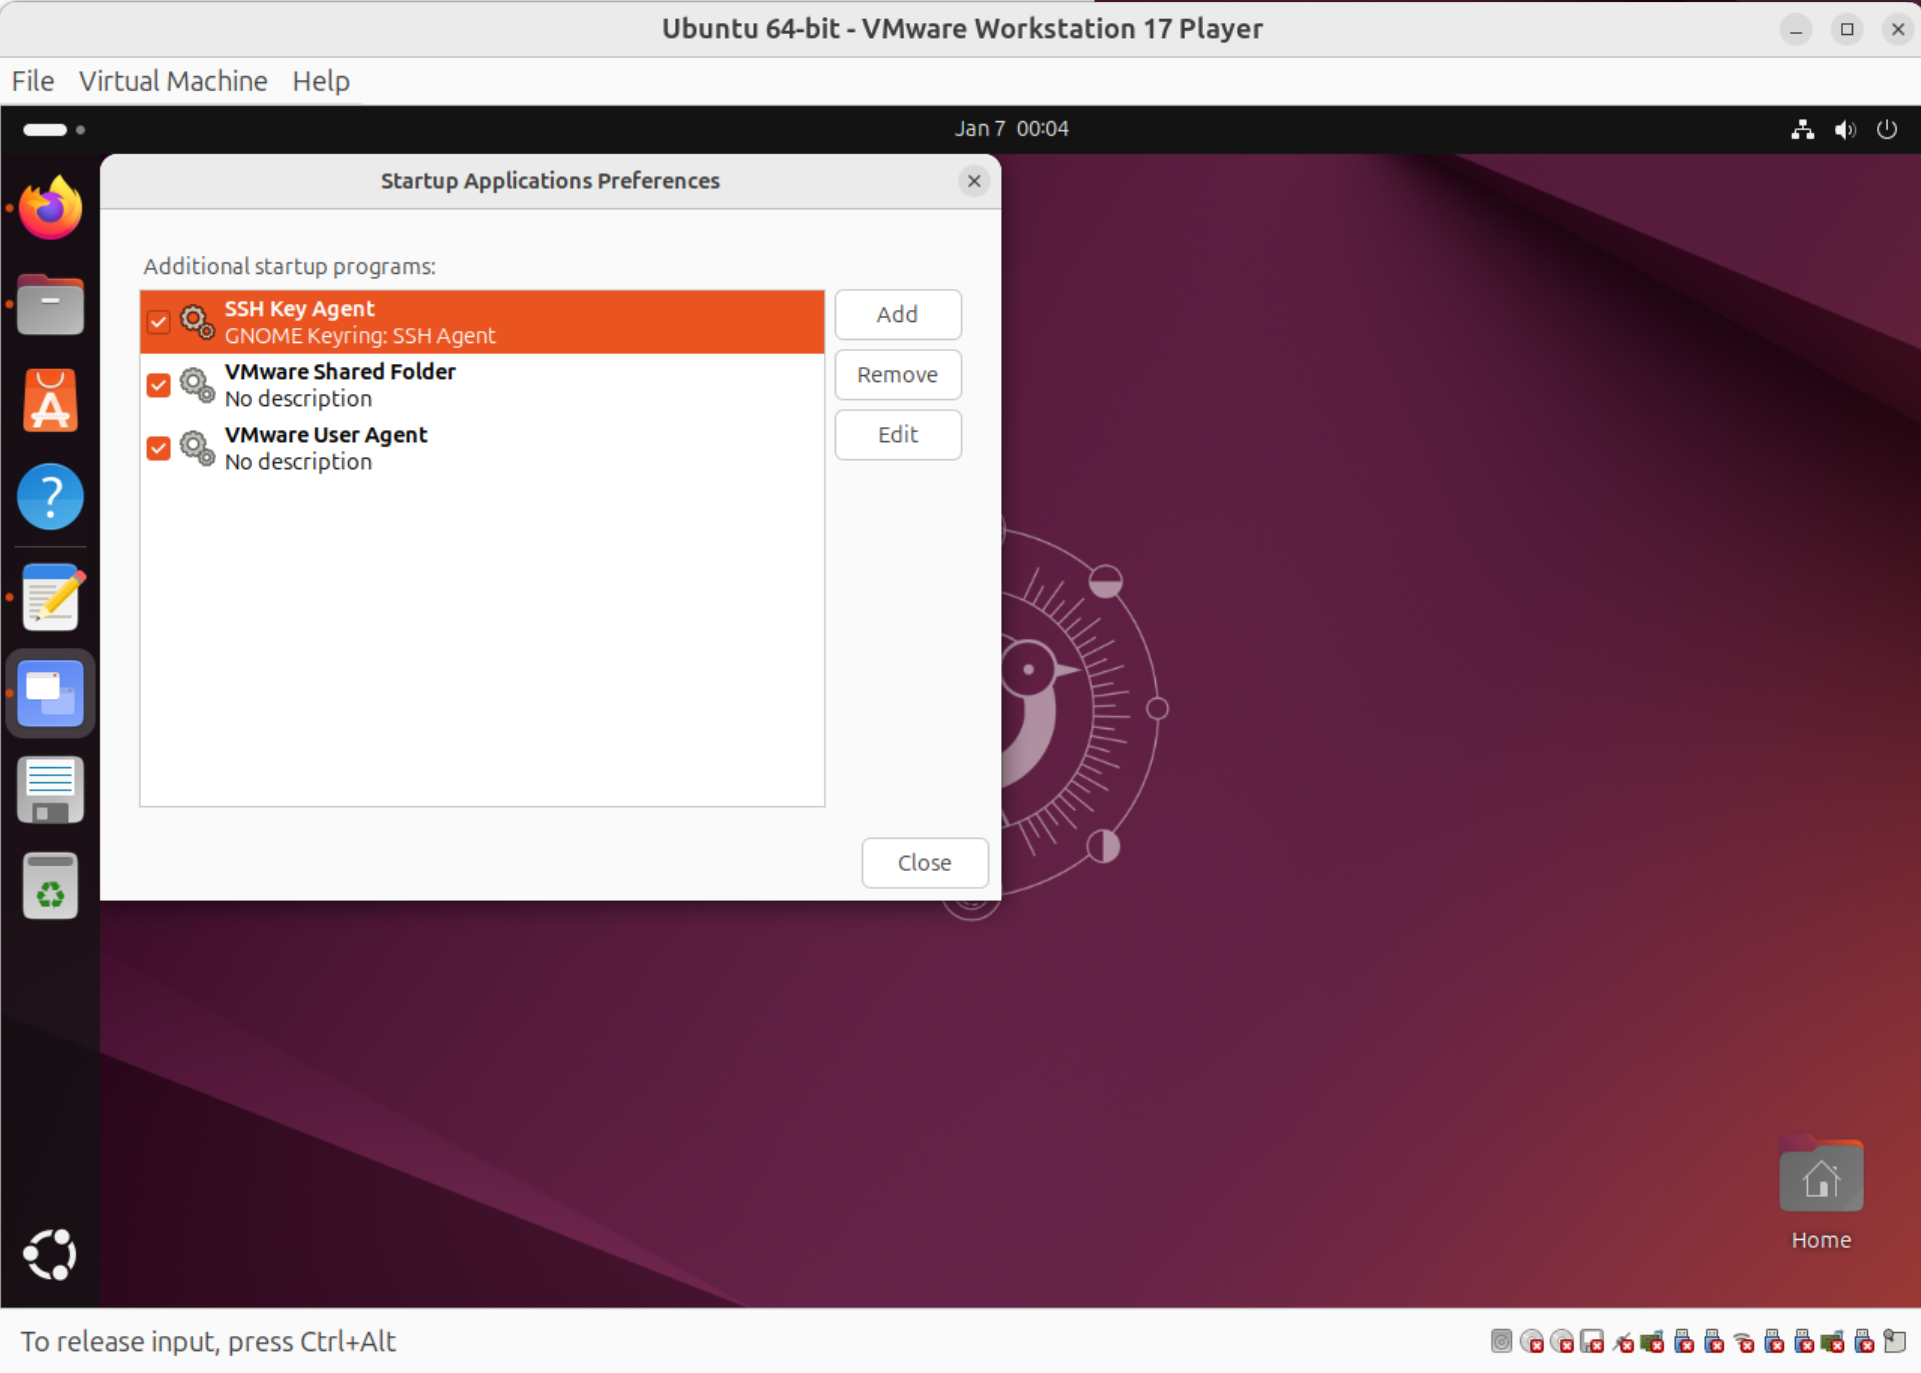 Ubuntu 64-bit - VMware Workstation 17 Player
File Virtual Machine Help
Jan 7 00:04
Startup Applications Preferences
Additional startup programs:
SSH Key Agent
GNOME Keyring: SSH Agent
VMware Shared Folder
No description
VMware User Agent
No description
Add
Remove
Edit
Close
Home
To release input, press Ctrl+Alt